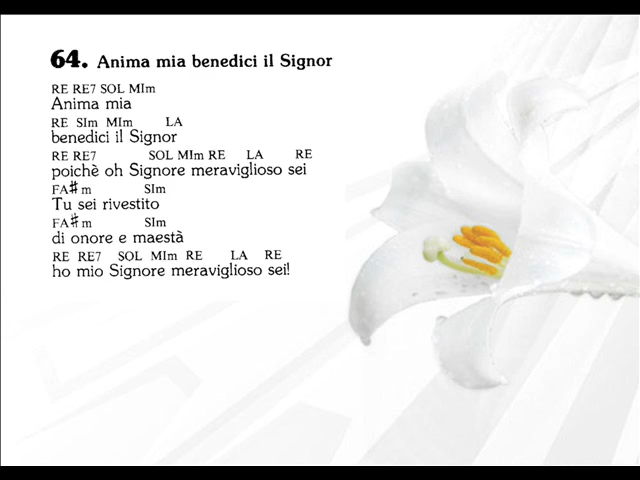 64. Anima mia benedici il Signor
RE RE7 SOL MIm
Anima mia
RE SIm MIm LA
benedici il Signor
RE RE7 SOL MIm RE LA RE
poichè oh Signore meraviglioso sei
FA♯m SIm
Tu sei rivestito
FA♯m SIm
di onore e maestà
RE RE7 SOL MIm RE LA RE
ho mio Signore meraviglioso sei!